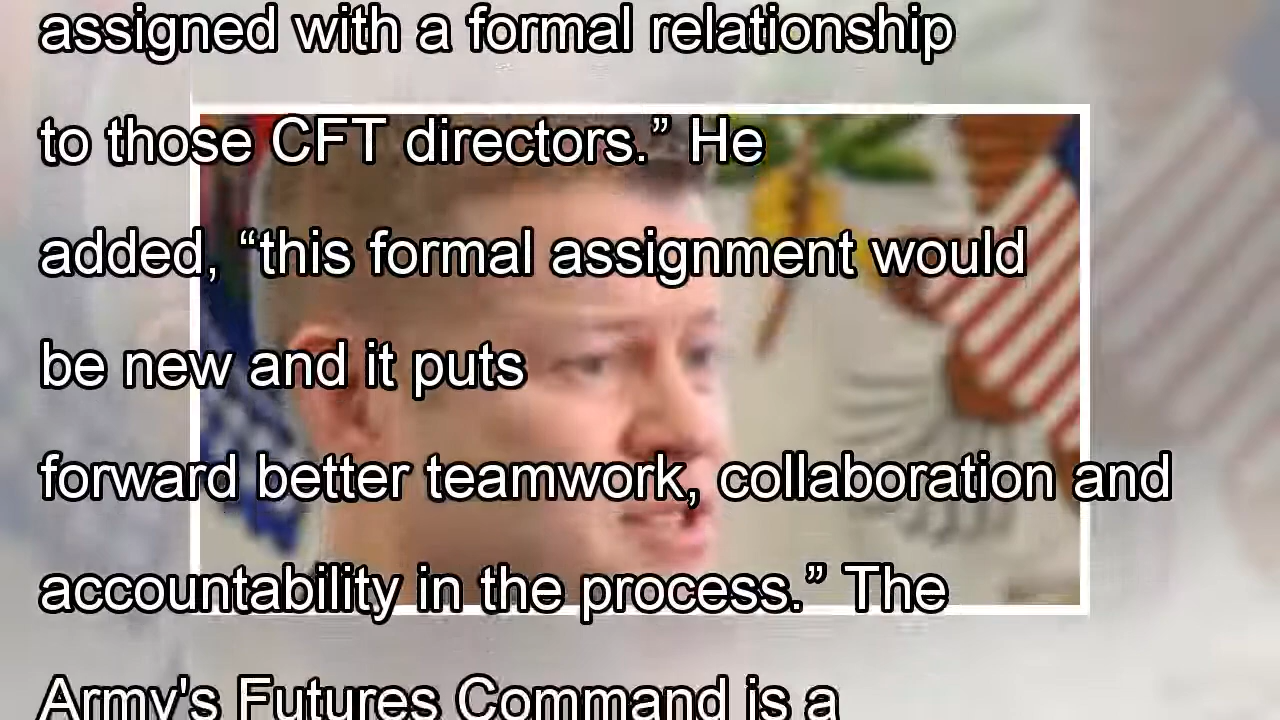 assigned with a formal relationship
to those CFT directors.” He
added, “this formal assignment would
be new and it puts
forward better teamwork, collaboration and
accountability in the process.” The
Army's Futures Command is a